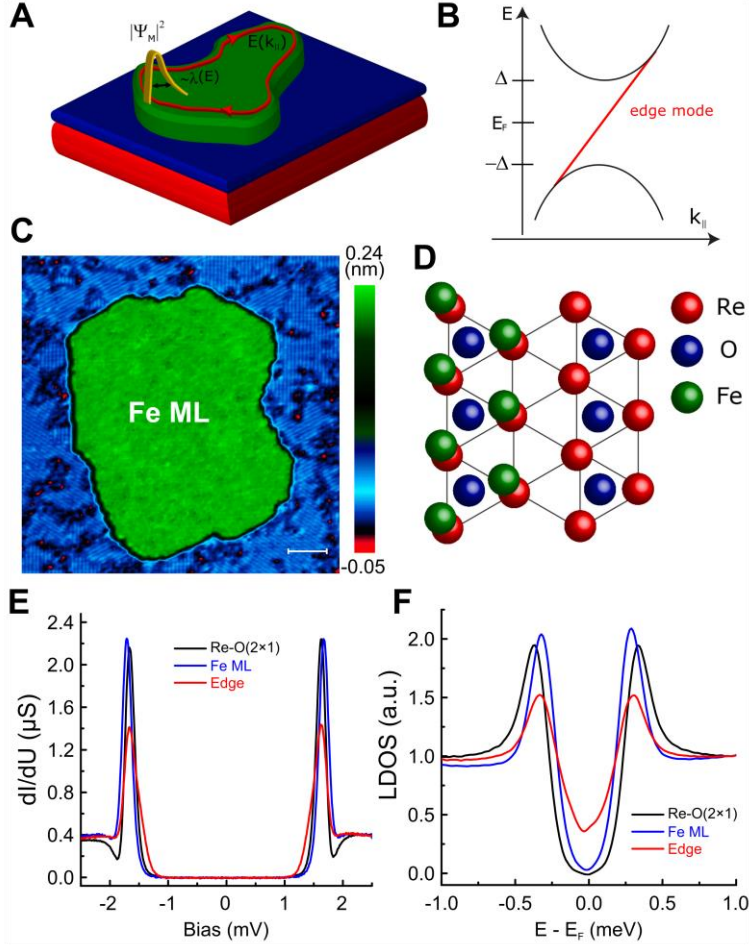 A
|Ψ_M|²
E(k_||)
~λ(E)
B
E
Δ
E_F
-Δ
edge mode
k_||
C
0.24
(nm)
Fe ML
-0.05
D
Re
O
Fe
E
dI/dU (µS)
2.4
2.0
1.6
1.2
0.8
0.4
0.0
Re-O(2×1)
Fe ML
Edge
-2 -1 0 1 2
Bias (mV)
F
LDOS (a.u.)
2.0
1.5
1.0
0.5
0.0
Re-O(2×1)
Fe ML
Edge
-1.0 -0.5 0.0 0.5 1.0
E - E_F (meV)